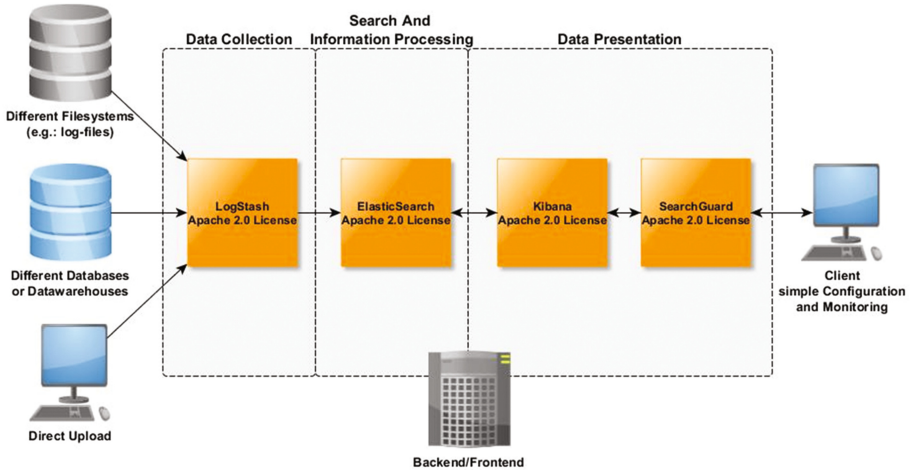 Search And
Data Collection
Information Processing
Data Presentation
Different Filesystems
(e.g.: log-files)
LogStash
Apache 2.0 License
ElasticSearch
Apache 2.0 License
Kibana
Apache 2.0 License
SearchGuard
Apache 2.0 License
Different Databases
or Datawarehouses
Client
simple Configuration
and Monitoring
Direct Upload
Backend/Frontend